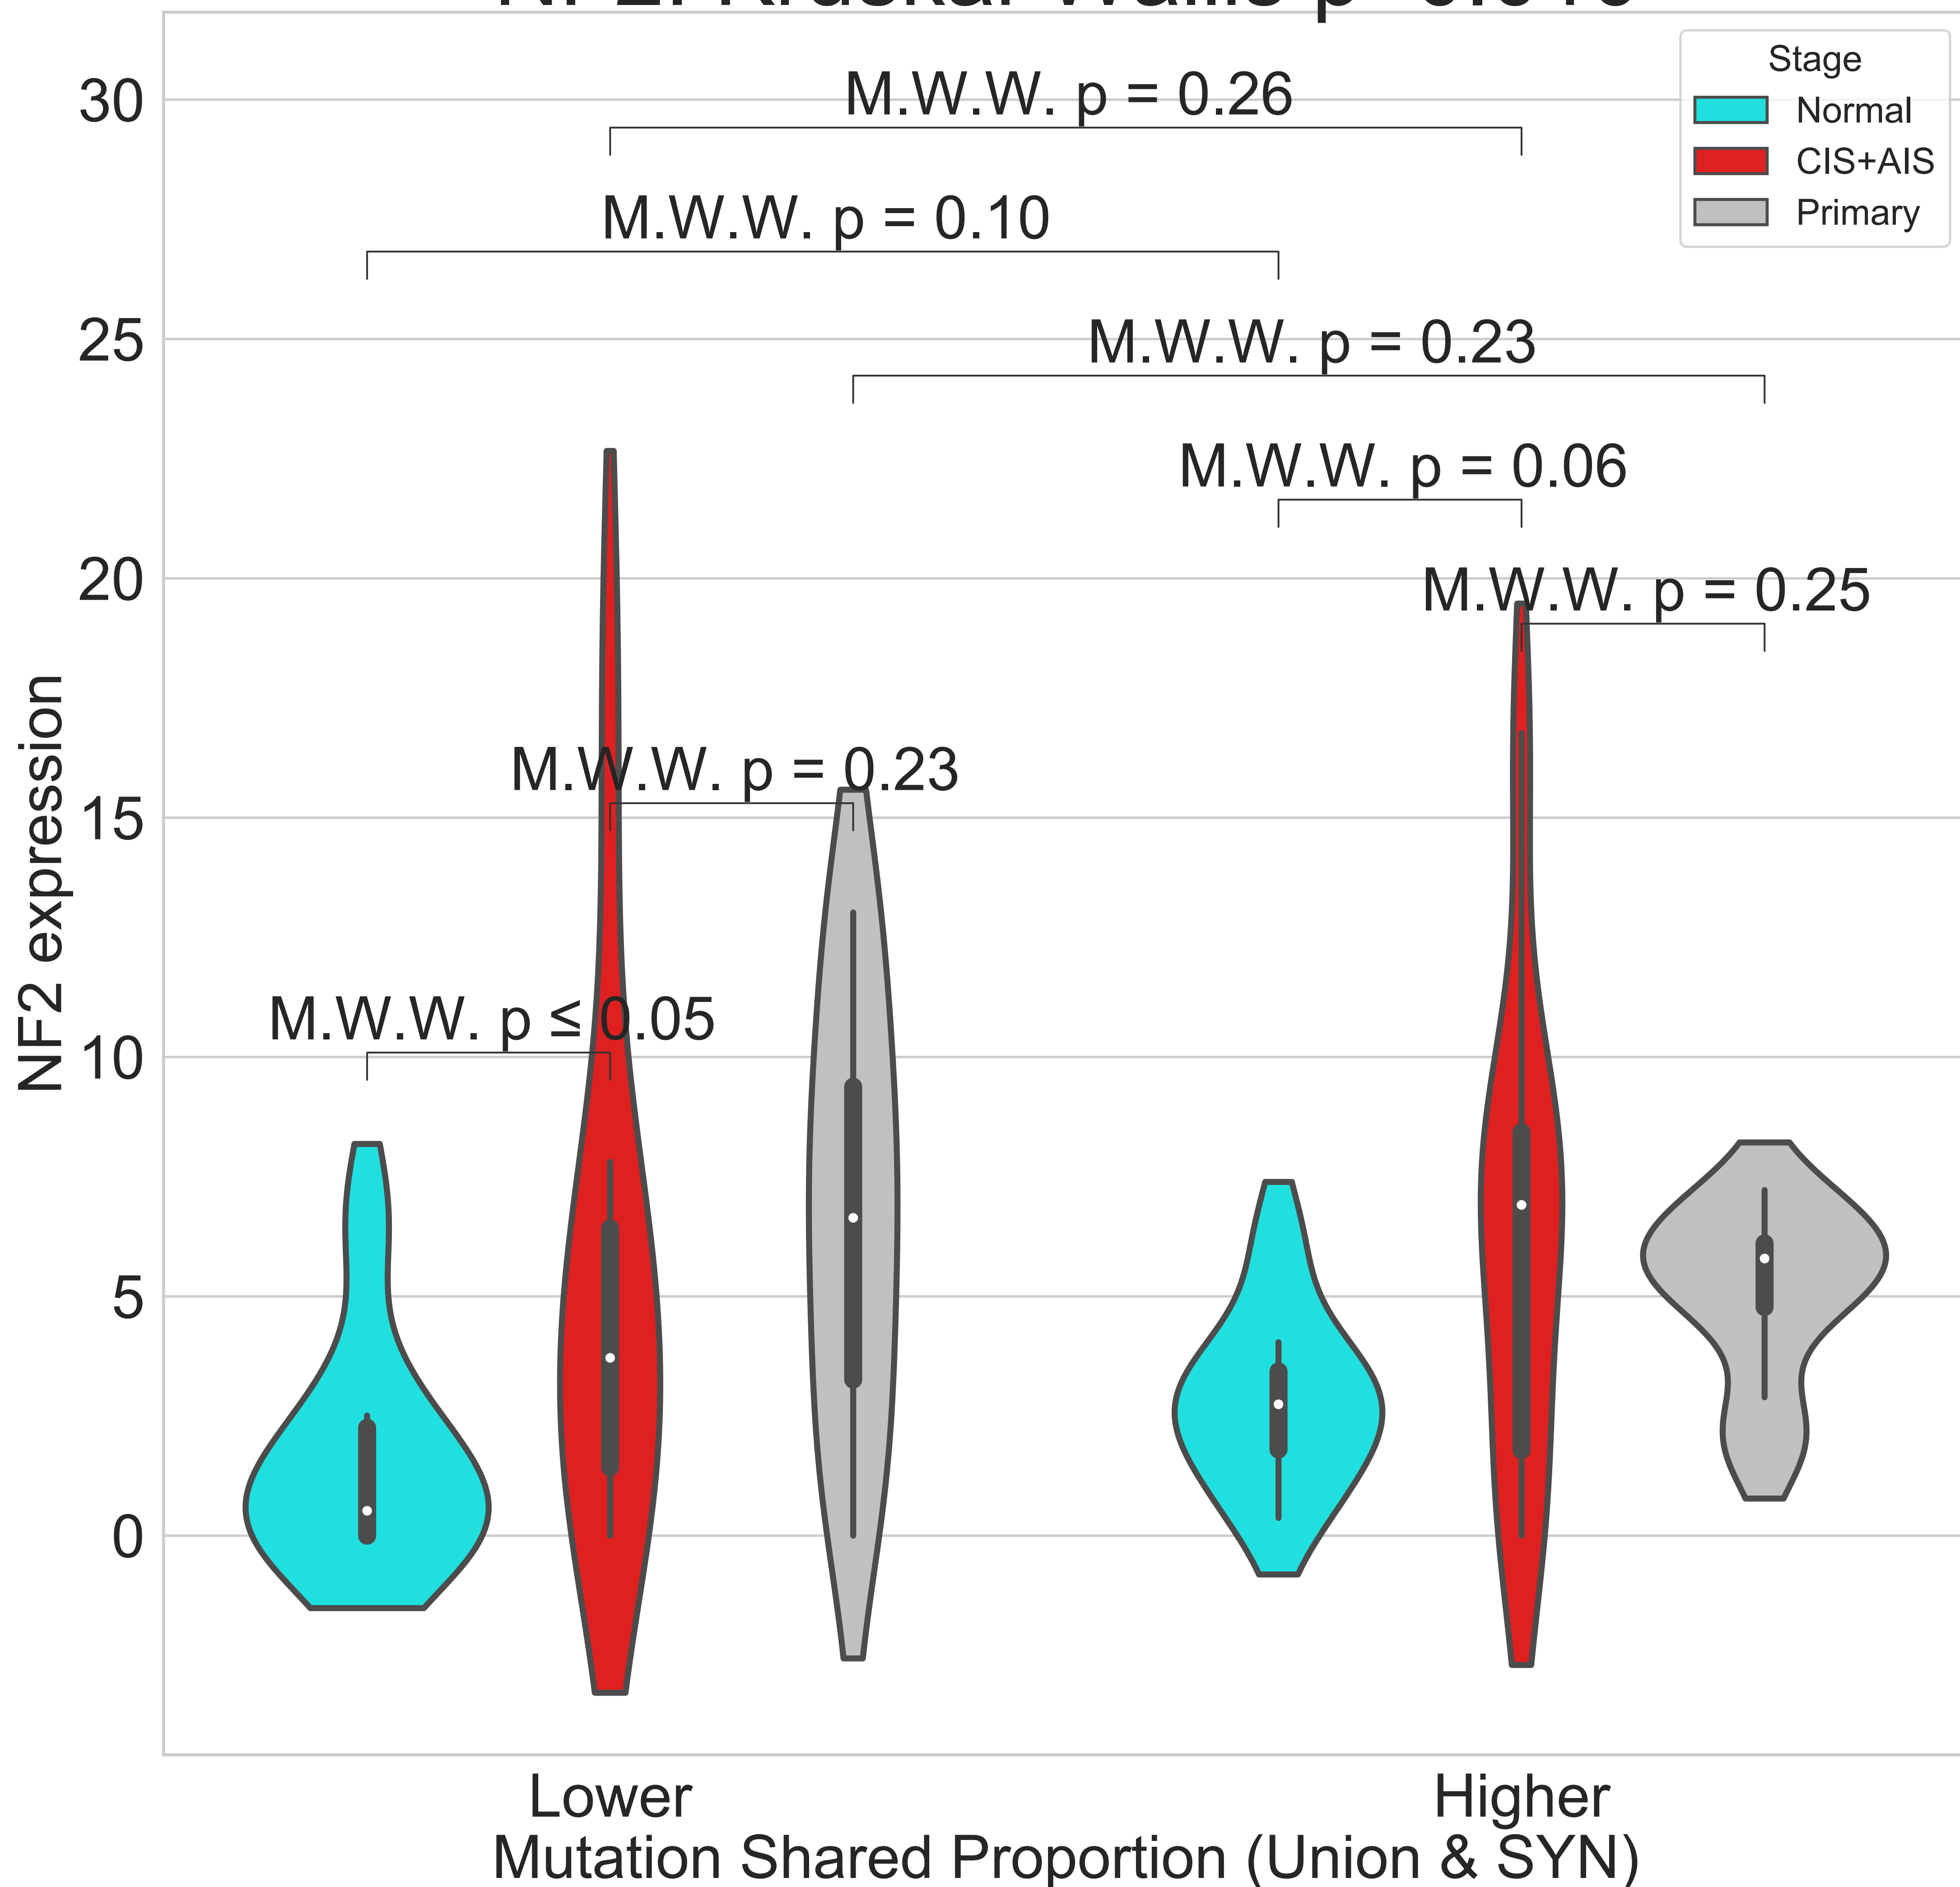 Stage
Normal
CIS+AIS
Primary
M.W.W. p = 0.26
M.W.W. p = 0.10
M.W.W. p = 0.23
M.W.W. p = 0.06
M.W.W. p = 0.25
M.W.W. p = 0.23
M.W.W. p ≤ 0.05
NF2 expression
30
25
20
15
10
5
0
Lower
Higher
Mutation Shared Proportion (Union & SYN)